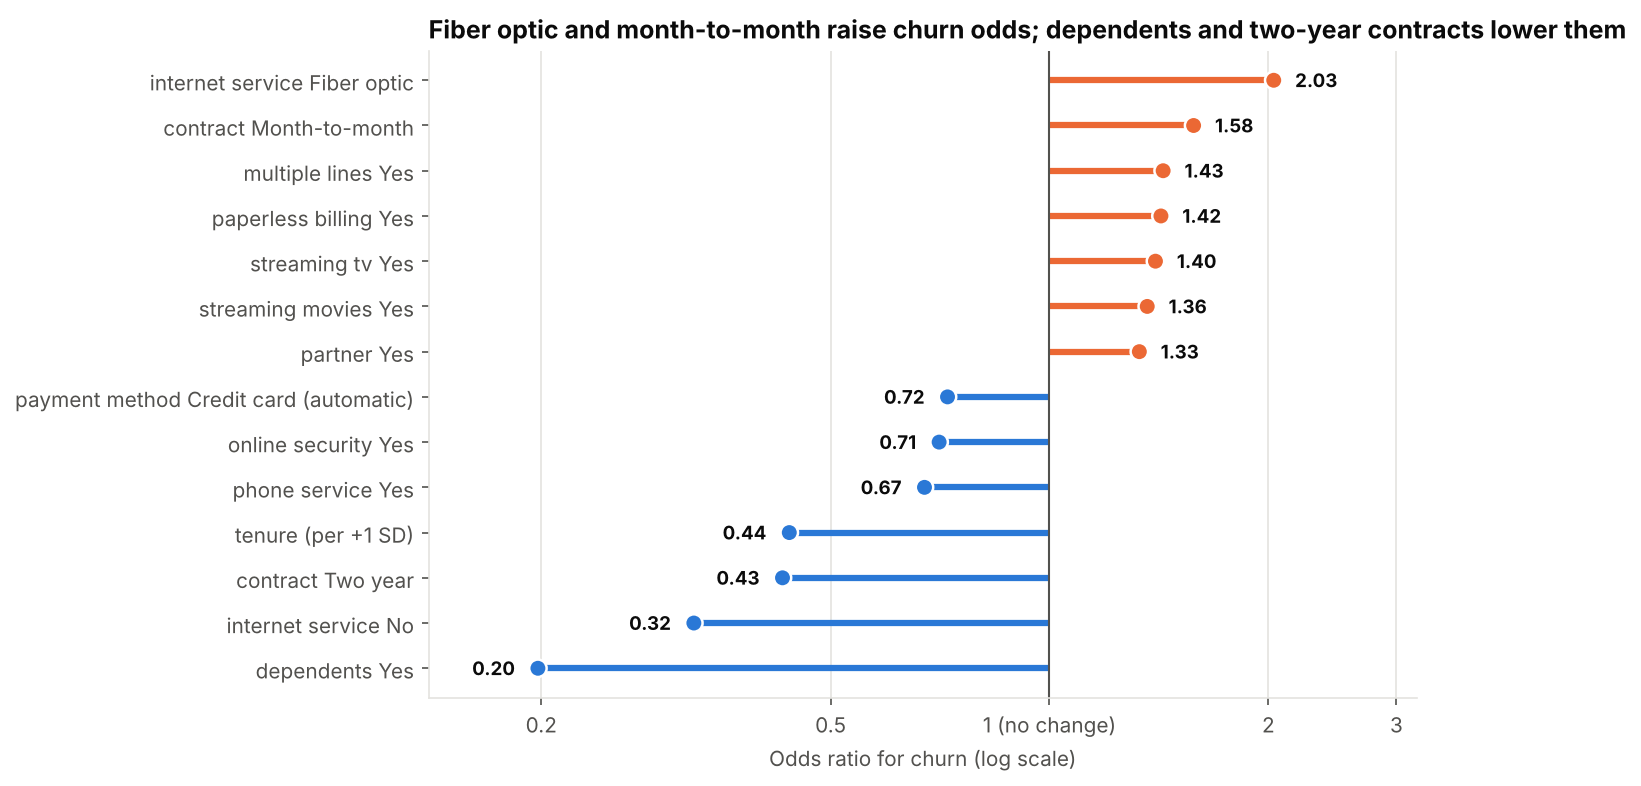 Fiber optic and month-to-month raise churn odds; dependents and two-year contracts lower them
internet service Fiber optic 2.03
contract Month-to-month 1.58
multiple lines Yes 1.43
paperless billing Yes 1.42
streaming tv Yes 1.40
streaming movies Yes 1.36
partner Yes 1.33
payment method Credit card (automatic) 0.72
online security Yes 0.71
phone service Yes 0.67
tenure (per +1 SD) 0.44
contract Two year 0.43
internet service No 0.32
dependents Yes 0.20
0.2 0.5 1 (no change) 2 3
Odds ratio for churn (log scale)